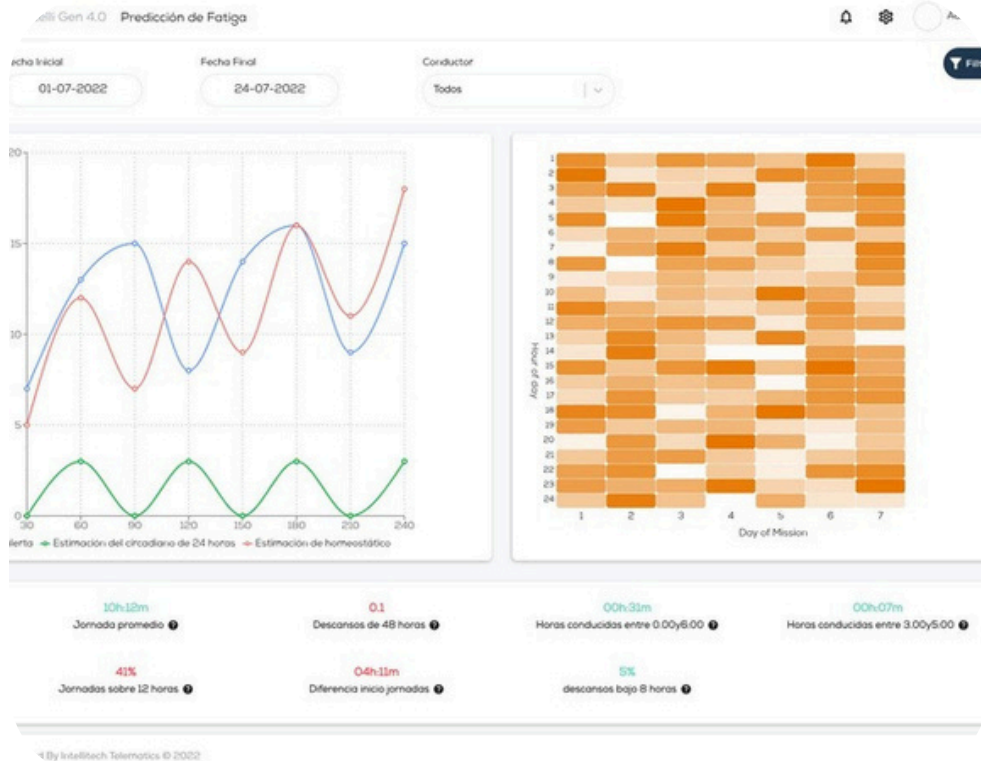 Gen 4.0 Predicción de Fatiga
Inicial Fecha Final Conductor
01-07-2022 24-07-2022 Todos
20
15
10
5
0
30 60 90 120 150 180 210 240
Estimación del circadiano de 24 horas Estimación de homeostático
1
2
3
4
5
6
7
8
9
10
11
12
13
14
15
16
17
18
19
20
21
22
23
24
Hour of day
1 2 3 4 5 6 7
Day of Mission
10h:12m 0.1 00h:31m 00h:07m
Jornada promedio Descansos de 48 horas Horas conducidas entre 0.00y6:00 Horas conducidas entre 3.00y5:00
41% 04h:11m 5%
Jornadas sobre 12 horas Diferencia inicio jornadas descansos bajo 8 horas
By Intellitech Telematics © 2022